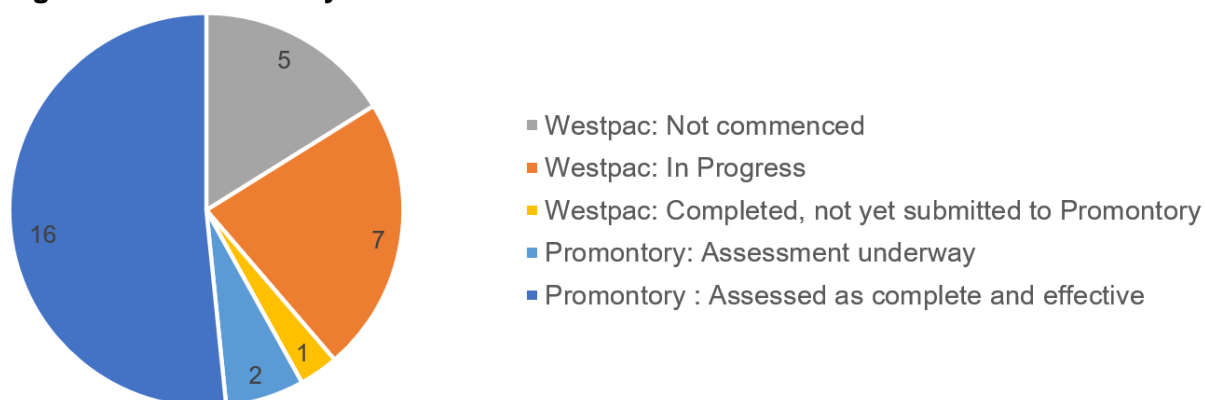 5
7
1
2
16
Westpac: Not commenced
Westpac: In Progress
Westpac: Completed, not yet submitted to Promontory
Promontory: Assessment underway
Promontory : Assessed as complete and effective